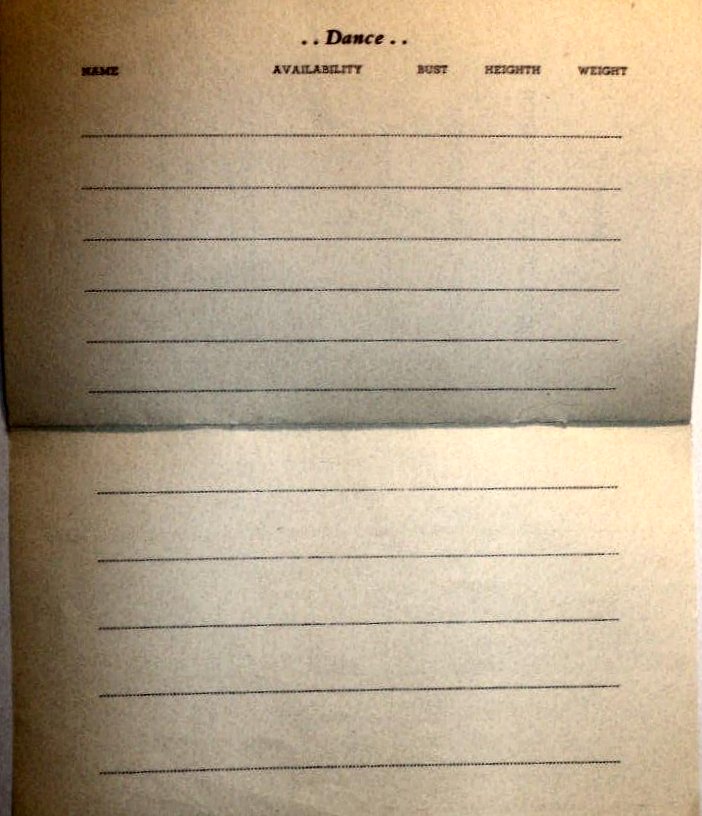 . . Dance . .
NAME AVAILABILITY BUST HEIGHTH WEIGHT